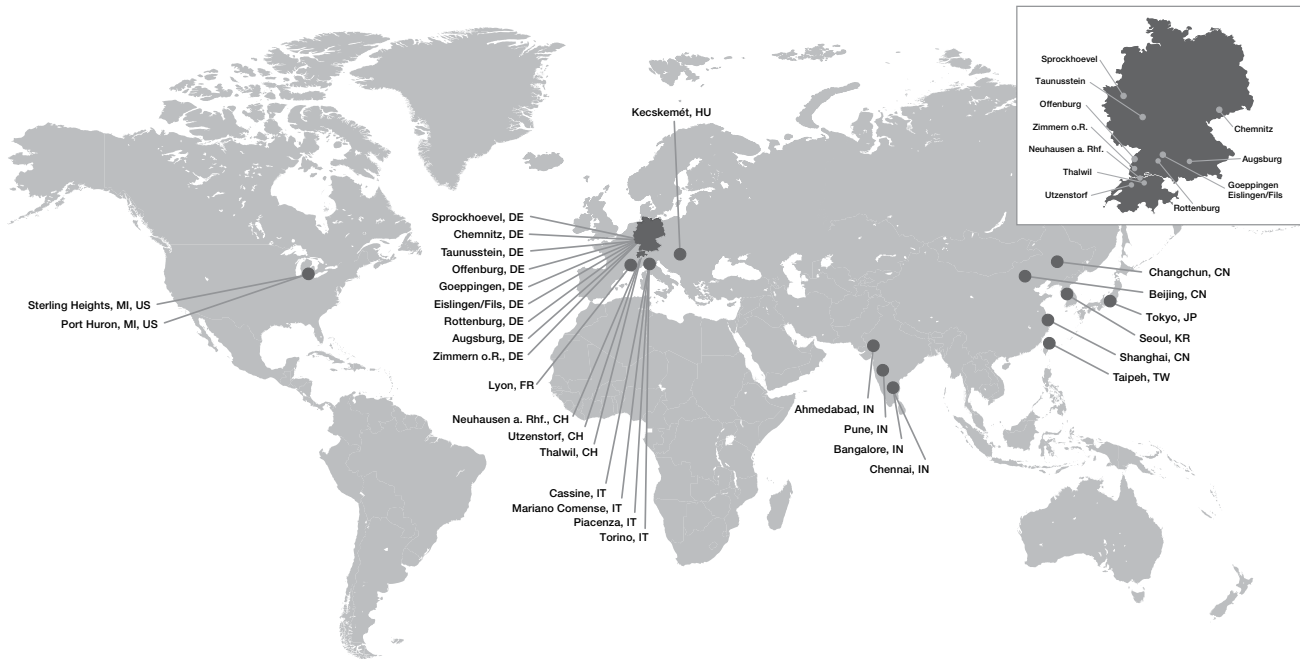 Kecskemét, HU
Sprockhoevel, DE
Chemnitz, DE
Taunusstein, DE
Offenburg, DE
Goeppingen, DE
Eislingen/Fils, DE
Rottenburg, DE
Augsburg, DE
Zimmern o.R., DE
Lyon, FR
Neuhausen a. Rhf., CH
Utzenstorf, CH
Thalwil, CH
Cassine, IT
Mariano Comense, IT
Piacenza, IT
Torino, IT
Sterling Heights, MI, US
Port Huron, MI, US
Ahmedabad, IN
Pune, IN
Bangalore, IN
Chennai, IN
Changchun, CN
Beijing, CN
Tokyo, JP
Seoul, KR
Shanghai, CN
Taipeh, TW
Sprockhoevel
Taunusstein
Offenburg
Zimmern o.R.
Neuhausen a. Rhf.
Thalwil
Utzenstorf
Chemnitz
Augsburg
Goeppingen
Eislingen/Fils
Rottenburg